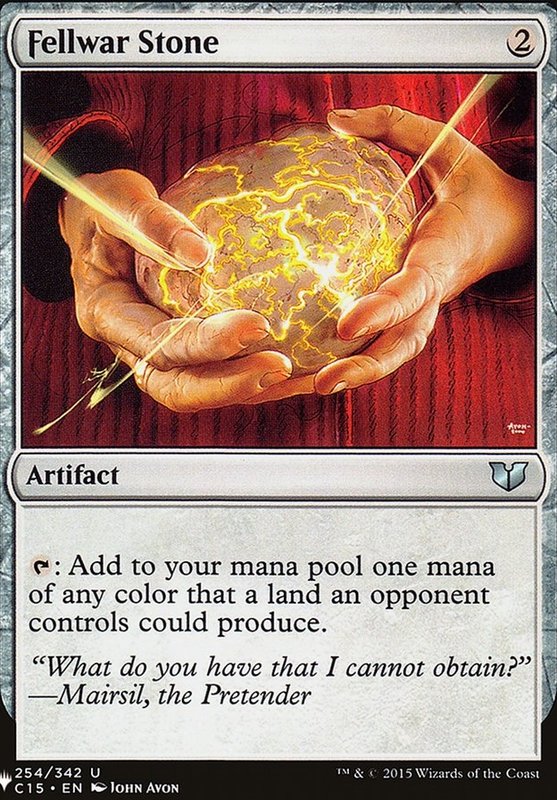 Fellwar Stone 2
AVON-
2000
Artifact
: Add to your mana pool one mana
of any color that a land an opponent
controls could produce.
“What do you have that I cannot obtain?”
—Mairsil, the Pretender
254/342 U
C15 • EN JOHN AVON
™ & © 2015 Wizards of the Coast